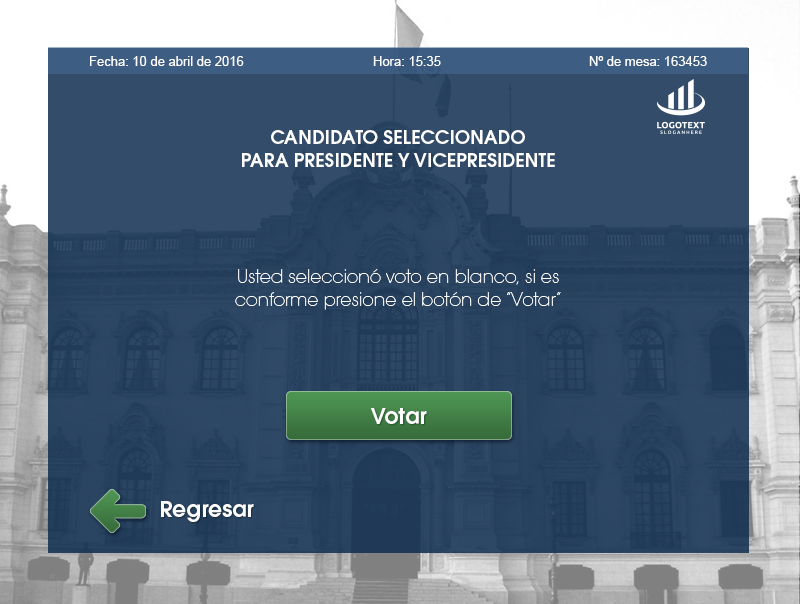 Fecha: 10 de abril de 2016 Hora: 15:35 Nº de mesa: 163453
LOGOTEXT
SLOGANHERE
CANDIDATO SELECCIONADO
PARA PRESIDENTE Y VICEPRESIDENTE
Usted seleccionó voto en blanco, si es
conforme presione el botón de “Votar”
Votar
Regresar